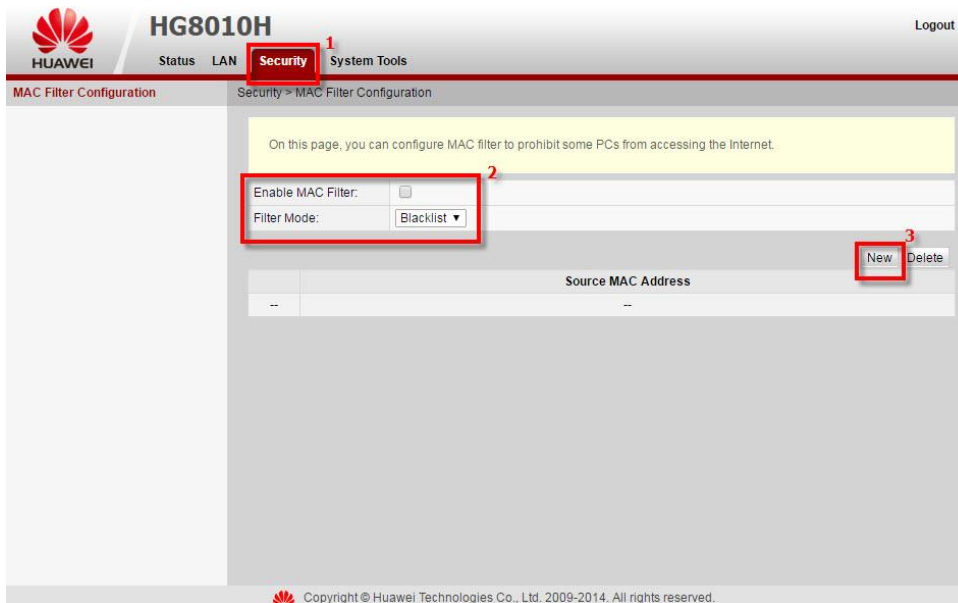 HG8010H
Logout
HUAWEI
Status LAN Security System Tools
1
MAC Filter Configuration
Security > MAC Filter Configuration
On this page, you can configure MAC filter to prohibit some PCs from accessing the Internet.
2
Enable MAC Filter:
Filter Mode: Blacklist ▼
3
New Delete
Source MAC Address
-- --
Copyright © Huawei Technologies Co., Ltd. 2009-2014. All rights reserved.